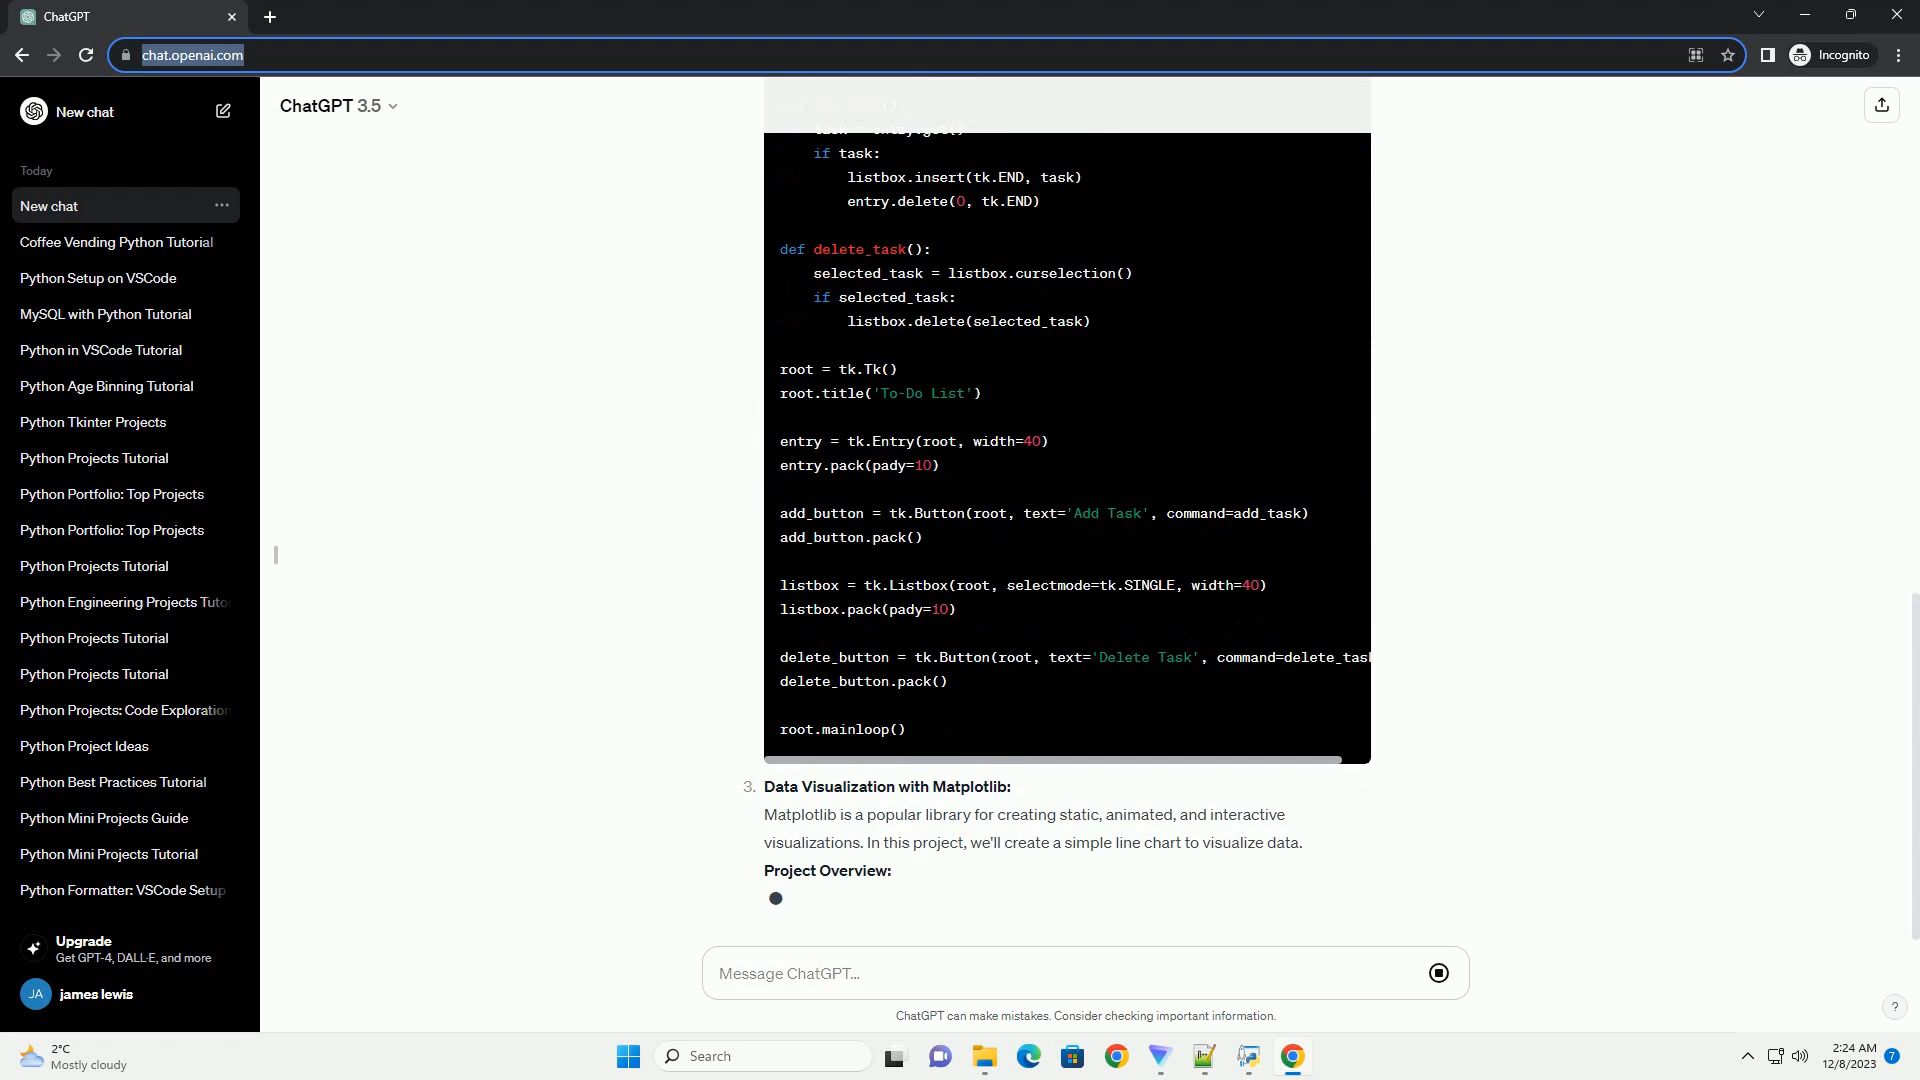 ChatGPT
chat.openai.com
Incognito
New chat
Today
New chat
Coffee Vending Python Tutorial
Python Setup on VSCode
MySQL with Python Tutorial
Python in VSCode Tutorial
Python Age Binning Tutorial
Python Tkinter Projects
Python Projects Tutorial
Python Portfolio: Top Projects
Python Portfolio: Top Projects
Python Projects Tutorial
Python Engineering Projects Tuto
Python Projects Tutorial
Python Projects Tutorial
Python Projects: Code Exploration
Python Project Ideas
Python Best Practices Tutorial
Python Mini Projects Guide
Python Mini Projects Tutorial
Python Formatter: VSCode Setup
Upgrade
Get GPT-4, DALL·E, and more
JA james lewis
ChatGPT 3.5
if task:
listbox.insert(tk.END, task)
entry.delete(0, tk.END)
def delete_task():
selected_task = listbox.curselection()
if selected_task:
listbox.delete(selected_task)
root = tk.Tk()
root.title('To-Do List')
entry = tk.Entry(root, width=40)
entry.pack(pady=10)
add_button = tk.Button(root, text='Add Task', command=add_task)
add_button.pack()
listbox = tk.Listbox(root, selectmode=tk.SINGLE, width=40)
listbox.pack(pady=10)
delete_button = tk.Button(root, text='Delete Task', command=delete_task
delete_button.pack()
root.mainloop()
3. Data Visualization with Matplotlib:
Matplotlib is a popular library for creating static, animated, and interactive
visualizations. In this project, we'll create a simple line chart to visualize data.
Project Overview:
Message ChatGPT...
ChatGPT can make mistakes. Consider checking important information.
?
2°C
Mostly cloudy
Search
2:24 AM
12/8/2023
7